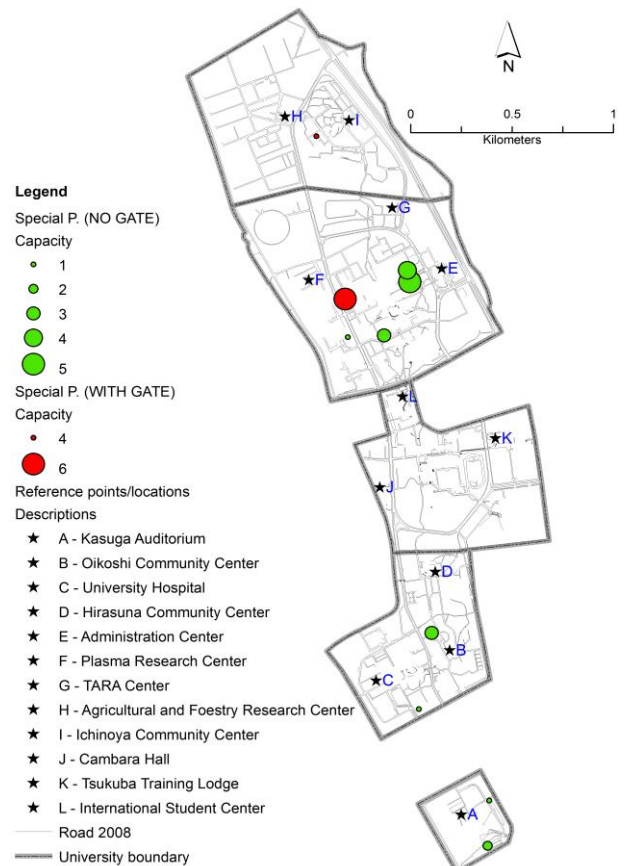 H
I
N
0 0.5 1
Kilometers
G
E
F
L
K
J
D
B
C
A
Legend
Special P. (NO GATE)
Capacity
1
2
3
4
5
Special P. (WITH GATE)
Capacity
4
6
Reference points/locations
Descriptions
A - Kasuga Auditorium
B - Oikoshi Community Center
C - University Hospital
D - Hirasuna Community Center
E - Administration Center
F - Plasma Research Center
G - TARA Center
H - Agricultural and Foestry Research Center
I - Ichinoya Community Center
J - Cambara Hall
K - Tsukuba Training Lodge
L - International Student Center
Road 2008
University boundary